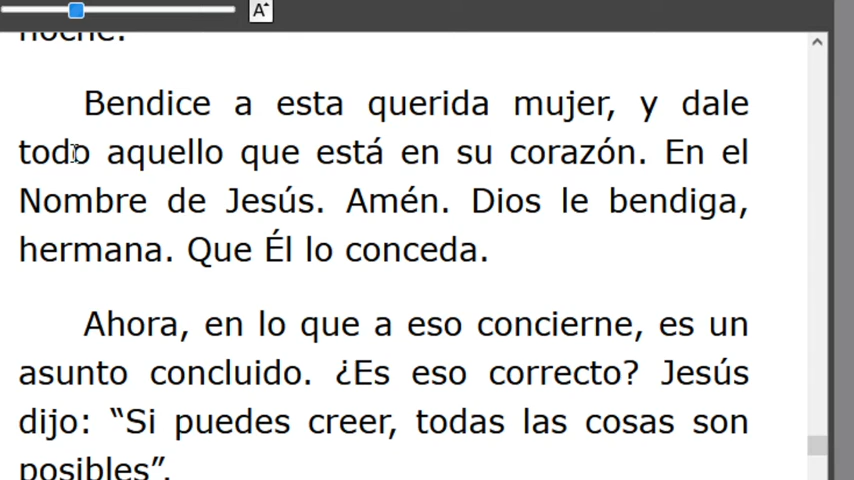 A
noche.
Bendice a esta querida mujer, y dale
todo aquello que está en su corazón. En el
Nombre de Jesús. Amén. Dios le bendiga,
hermana. Que Él lo conceda.
Ahora, en lo que a eso concierne, es un
asunto concluido. ¿Es eso correcto? Jesús
dijo: “Si puedes creer, todas las cosas son
posibles”.